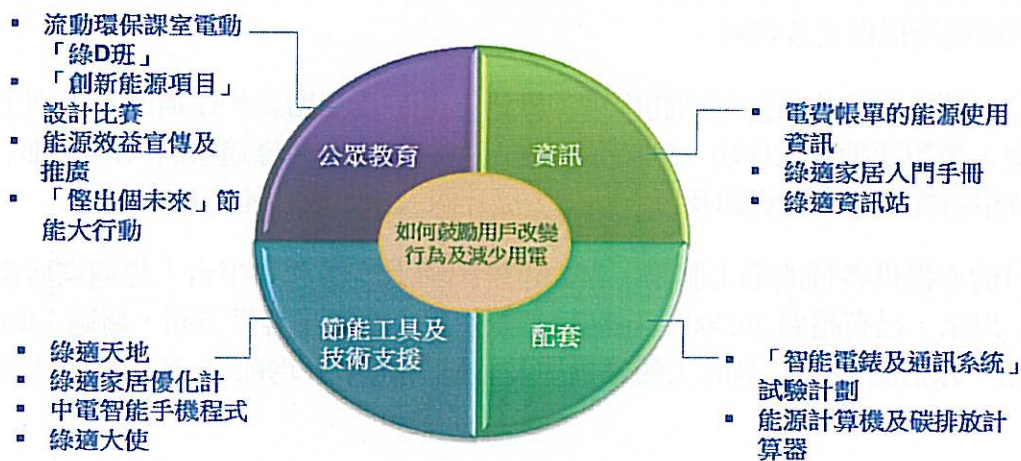 流動環保課室電動
「綠D班」
「創新能源項目」
設計比賽
能源效益宣傳及
推廣
「慳出個未來」節
能大行動
公眾教育
資訊
電費帳單的能源使用
資訊
綠適家居入門手冊
綠適資訊站
如何鼓勵用戶改變
行為及減少用電
節能工具及
技術支援
配套
綠適天地
綠適家居優化計
中電智能手機程式
綠適大使
「智能電錶及通訊系统」
試驗計劃
能源計算機及碳排放計
算器